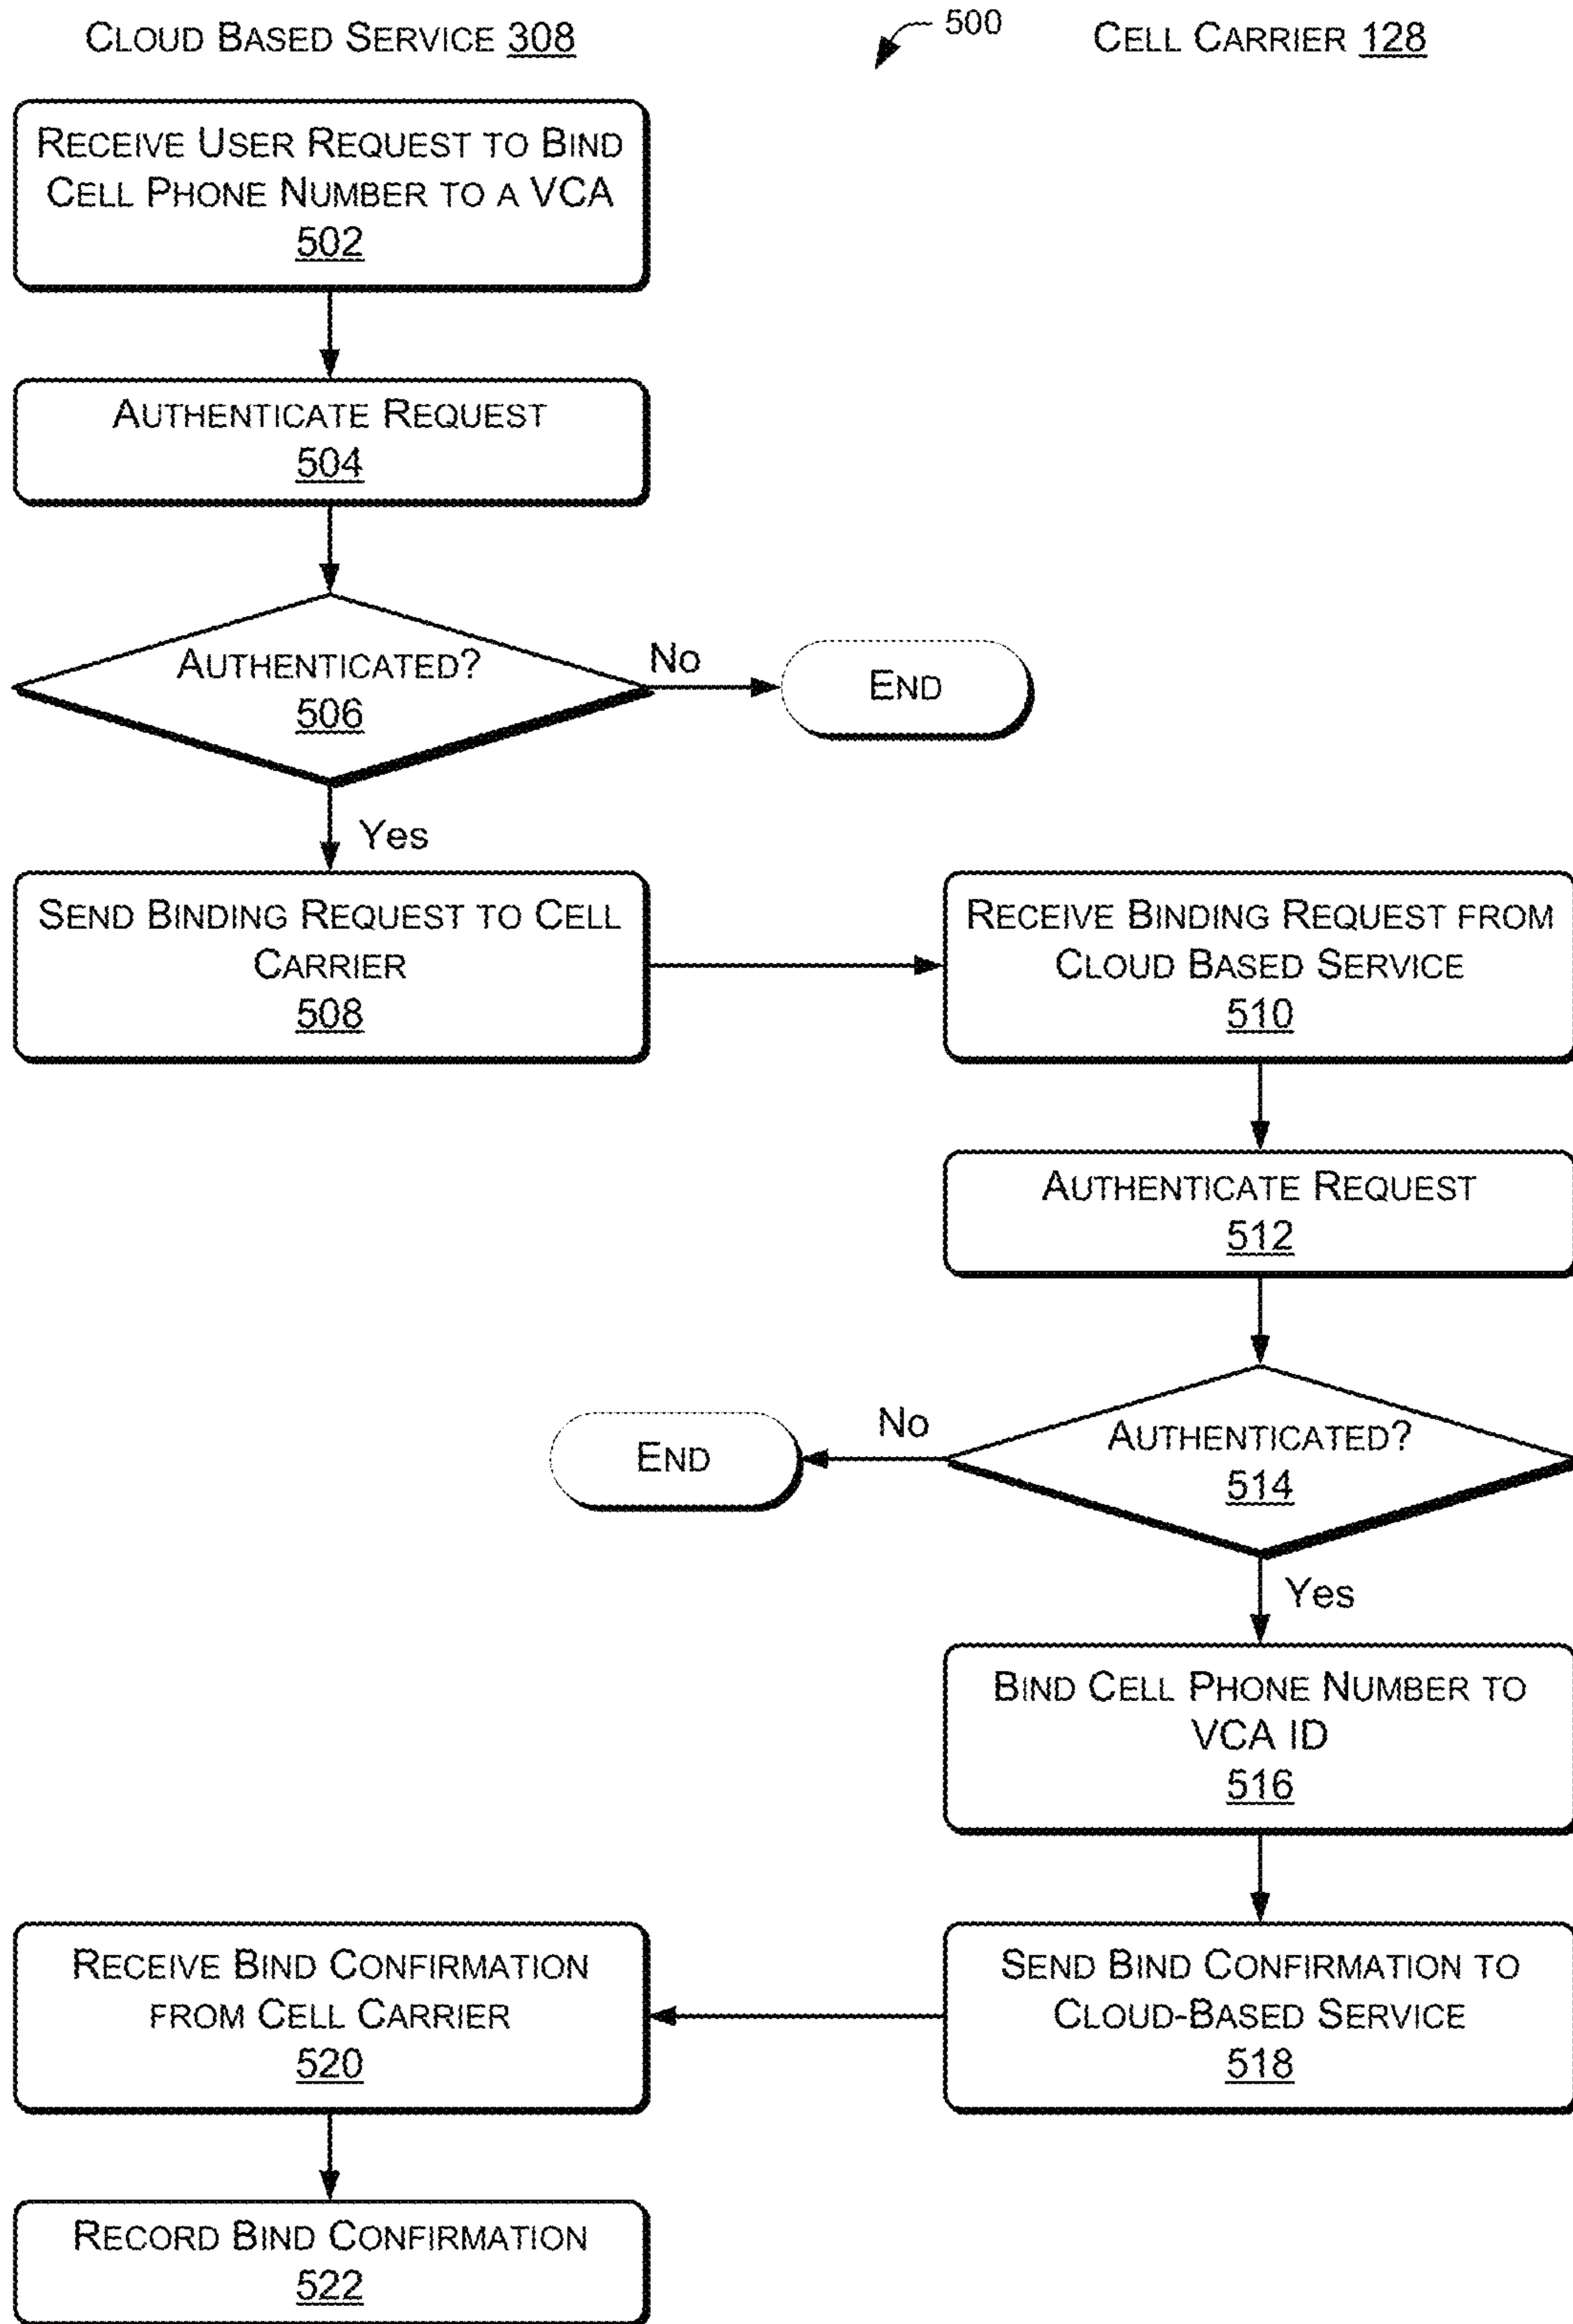 CLOUD BASED SERVICE 308
500
CELL CARRIER 128
RECEIVE USER REQUEST TO BIND
CELL PHONE NUMBER TO A VCA
502
AUTHENTICATE REQUEST
504
AUTHENTICATED?
506
No
END
Yes
SEND BINDING REQUEST TO CELL
CARRIER
508
RECEIVE BINDING REQUEST FROM
CLOUD BASED SERVICE
510
AUTHENTICATE REQUEST
512
AUTHENTICATED?
514
No
END
Yes
BIND CELL PHONE NUMBER TO
VCA ID
516
SEND BIND CONFIRMATION TO
CLOUD-BASED SERVICE
518
RECEIVE BIND CONFIRMATION
FROM CELL CARRIER
520
RECORD BIND CONFIRMATION
522